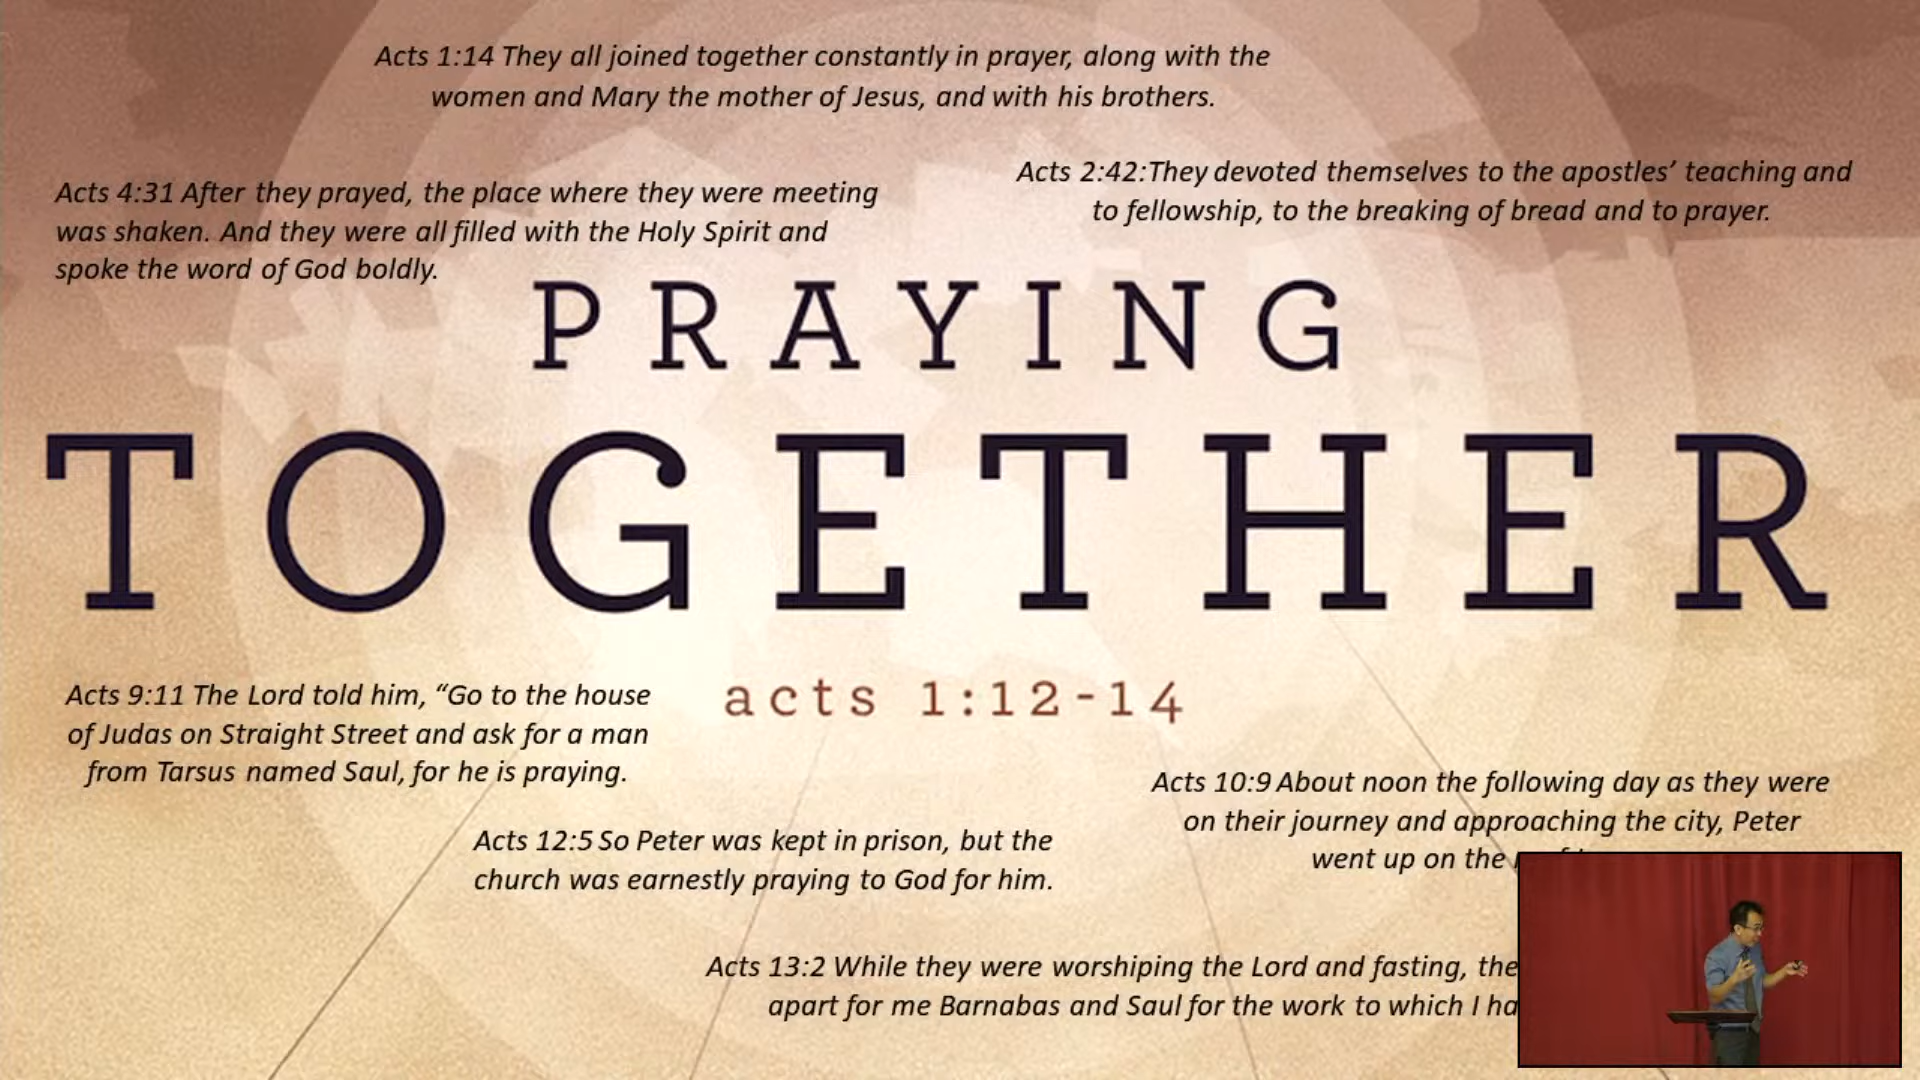 Acts 1:14 They all joined together constantly in prayer, along with the
women and Mary the mother of Jesus, and with his brothers.
Acts 4:31 After they prayed, the place where they were meeting
was shaken. And they were all filled with the Holy Spirit and
spoke the word of God boldly.
Acts 2:42:They devoted themselves to the apostles’ teaching and
to fellowship, to the breaking of bread and to prayer.
PRAYING
TOGETHER
acts 1:12-14
Acts 9:11 The Lord told him, “Go to the house
of Judas on Straight Street and ask for a man
from Tarsus named Saul, for he is praying.
Acts 10:9 About noon the following day as they were
on their journey and approaching the city, Peter
went up on the
Acts 12:5 So Peter was kept in prison, but the
church was earnestly praying to God for him.
Acts 13:2 While they were worshiping the Lord and fasting, the
apart for me Barnabas and Saul for the work to which I ha